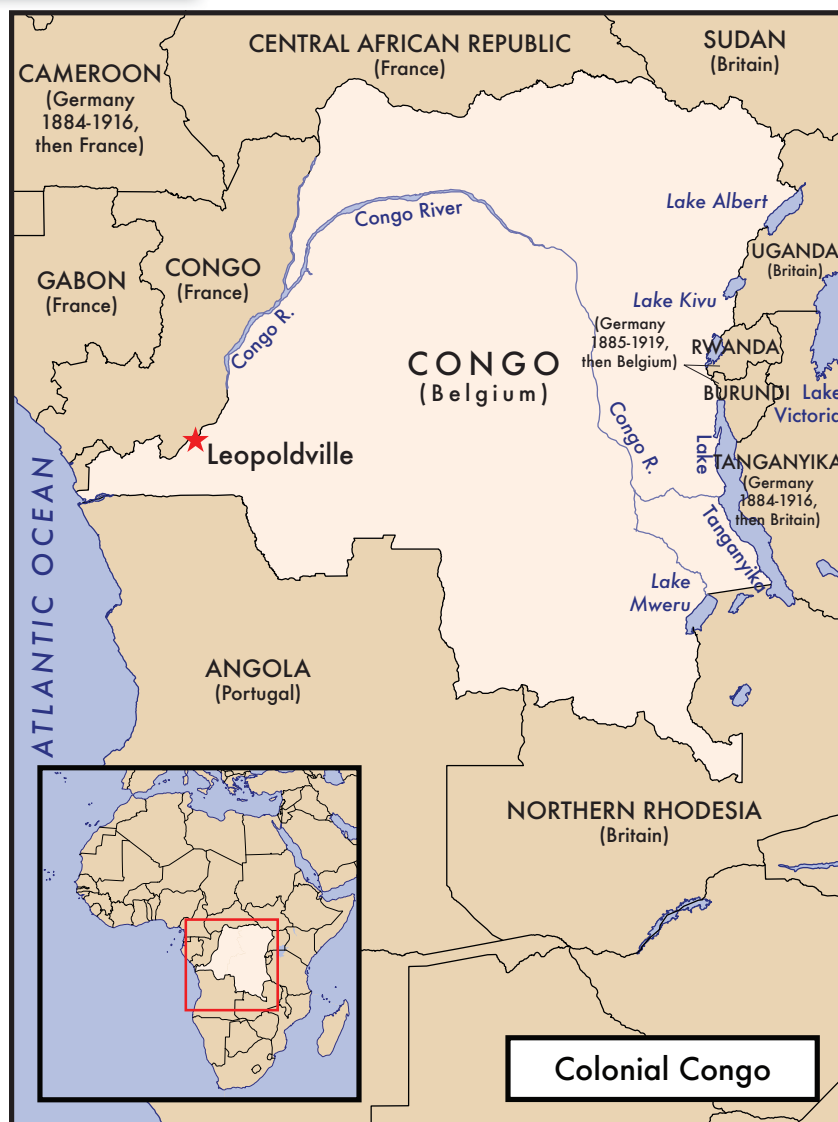 CENTRAL AFRICAN REPUBLIC
(France)
SUDAN
(Britain)
CAMEROON
(Germany
1884-1916,
then France)
Lake Albert
Congo River
UGANDA
(Britain)
GABON
(France)
CONGO
(France)
Lake Kivu
(Germany
1885-1919,
then Belgium)
RWANDA
Congo R.
CONGO
(Belgium)
BURUNDI
Lake
Victoria
Congo R.
Leopoldville
Lake
Tanganyika
TANGANYIKA
(Germany
1884-1916,
then Britain)
ATLANTIC OCEAN
Lake
Mweru
ANGOLA
(Portugal)
NORTHERN RHODESIA
(Britain)
Colonial Congo